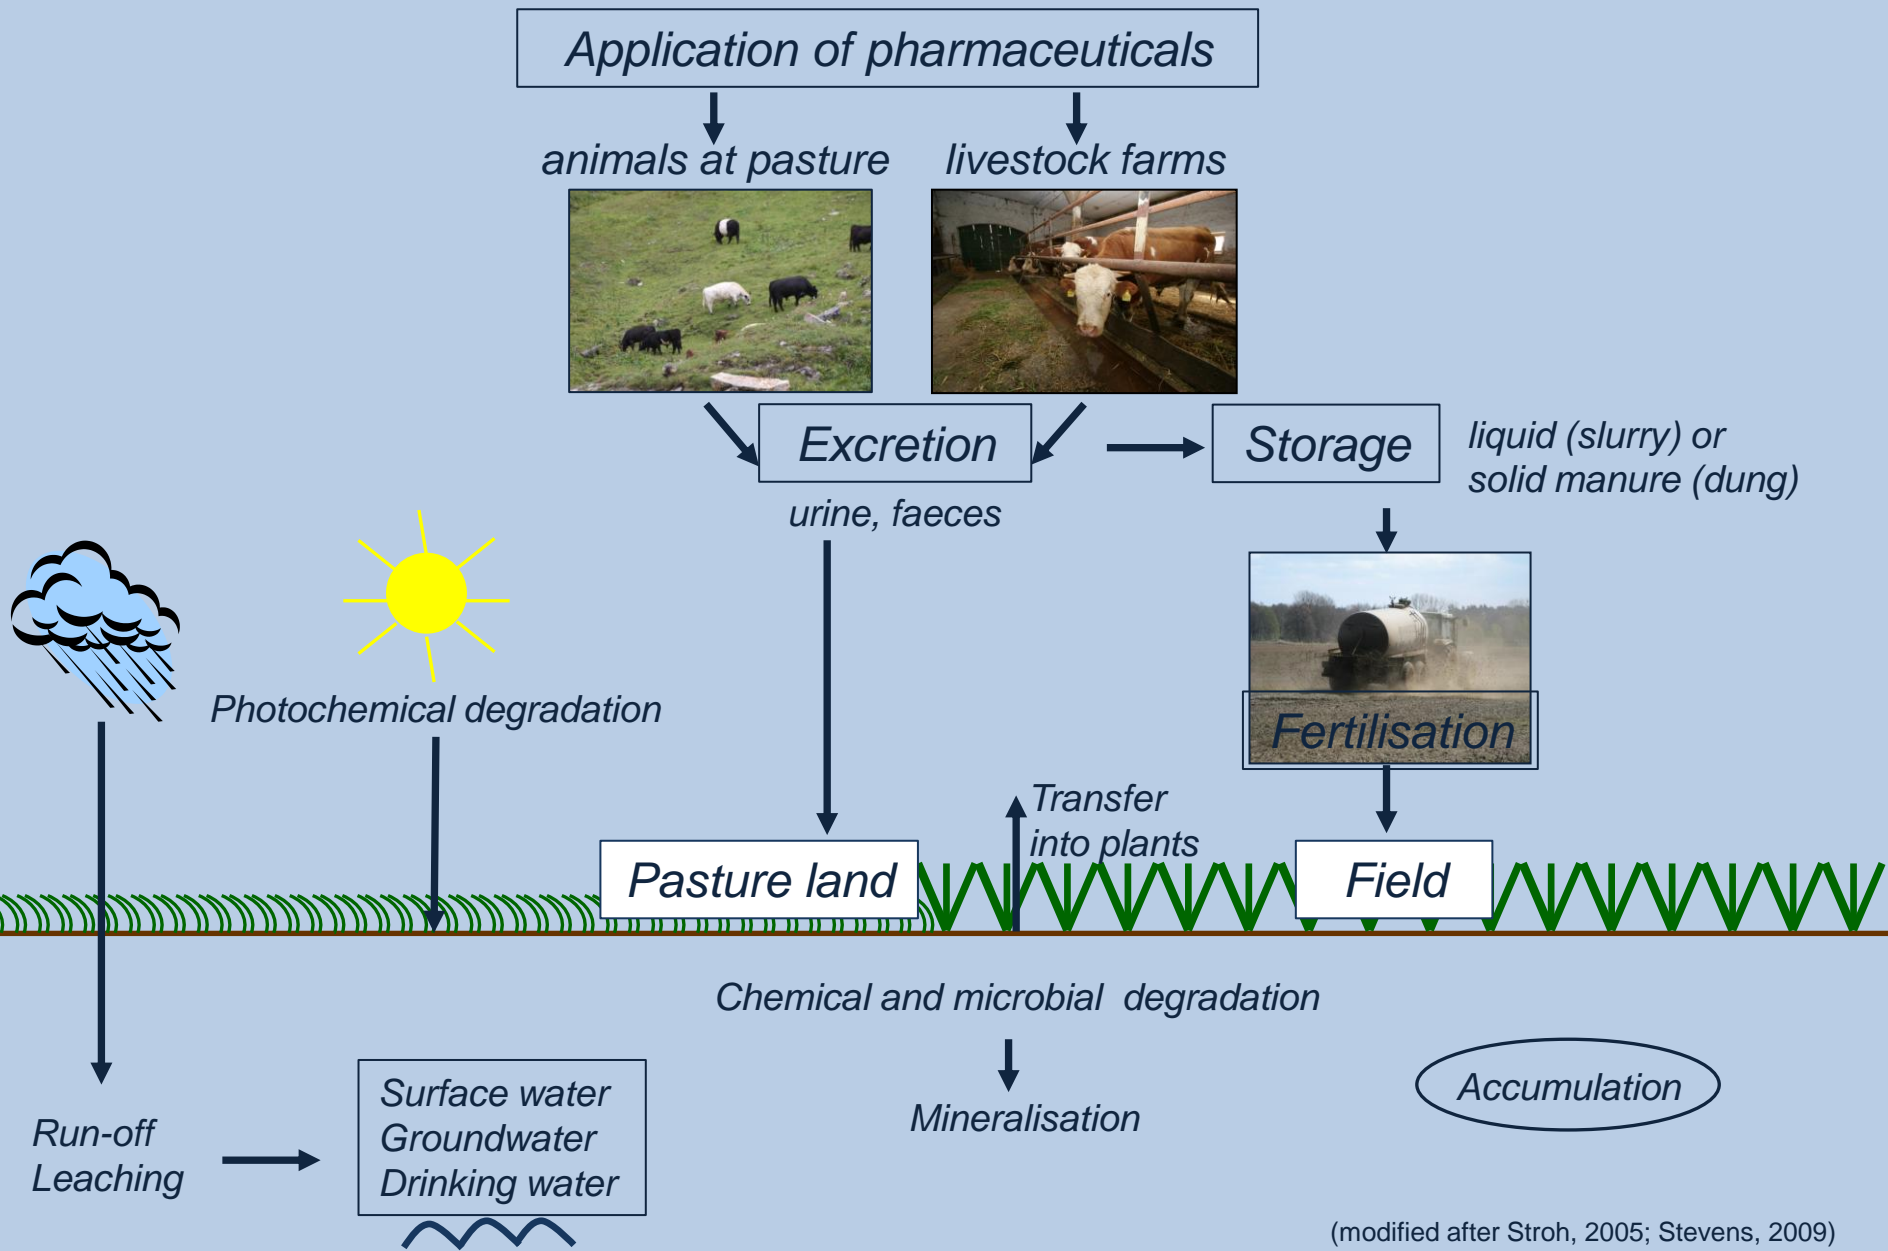 Application of pharmaceuticals
animals at pasture
livestock farms
Excretion
urine, faeces
Storage
liquid (slurry) or
solid manure (dung)
Photochemical degradation
Fertilisation
Transfer
into plants
Pasture land
Field
Chemical and microbial degradation
Mineralisation
Accumulation
Run-off
Leaching
Surface water
Groundwater
Drinking water
(modified after Stroh, 2005; Stevens, 2009)